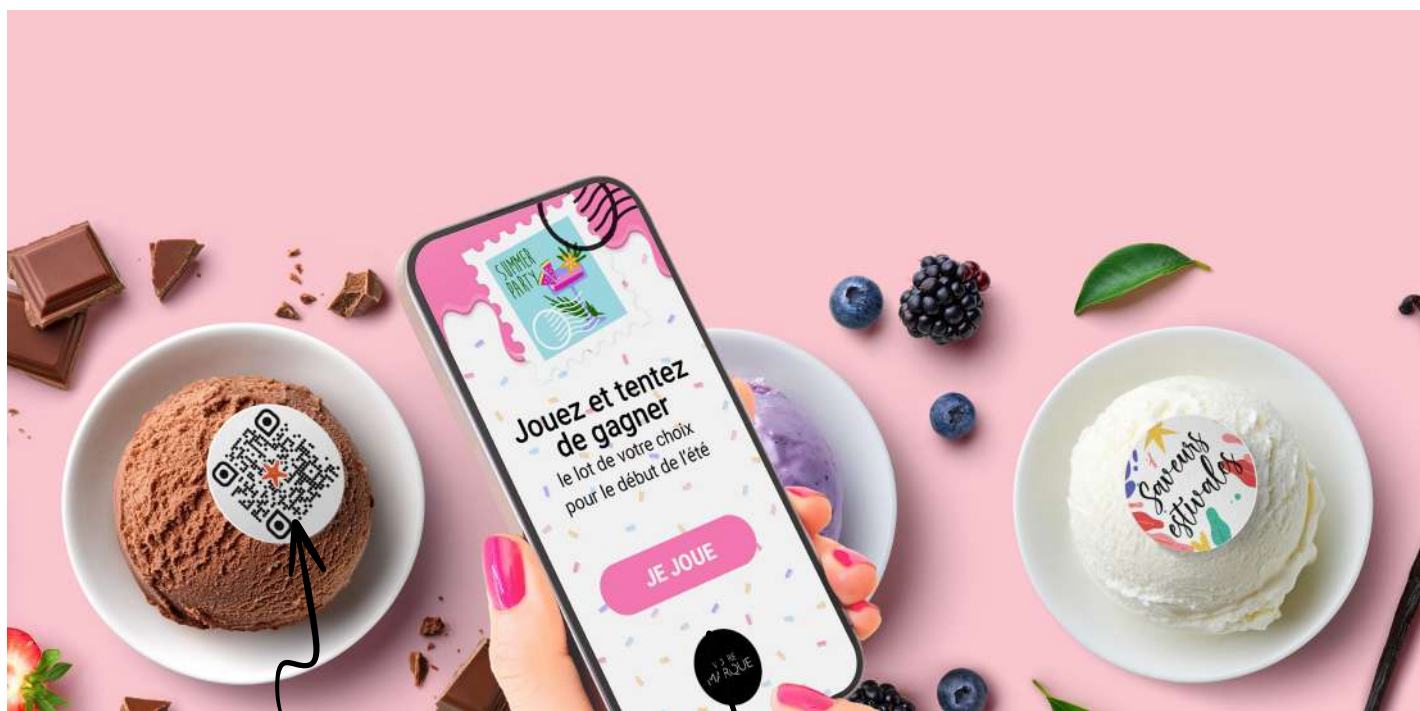 SUMMER
PARTY
Jouez et tentez
de gagner
le lot de votre choix
pour le début de l'été
JE JOUE
MARQUE
Saveurs
estivales